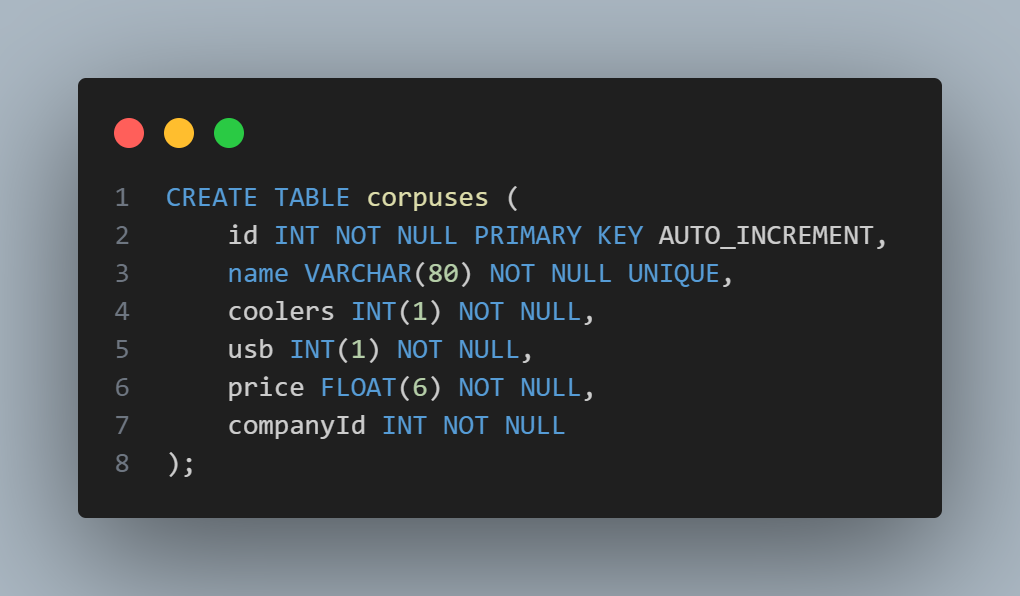 1 CREATE TABLE corpuses (
2 id INT NOT NULL PRIMARY KEY AUTO_INCREMENT,
3 name VARCHAR(80) NOT NULL UNIQUE,
4 coolers INT(1) NOT NULL,
5 usb INT(1) NOT NULL,
6 price FLOAT(6) NOT NULL,
7 companyId INT NOT NULL
8 );